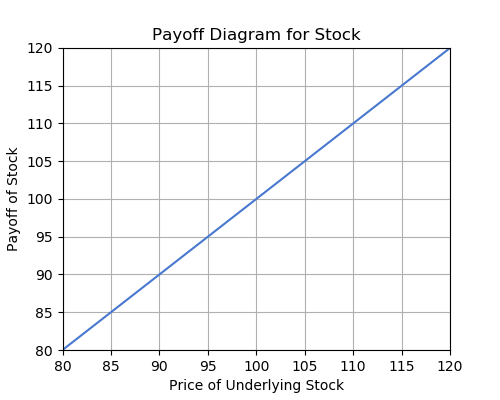 Payoff Diagram for Stock
120
115
110
105
100
95
90
85
80
Payoff of Stock
80 85 90 95 100 105 110 115 120
Price of Underlying Stock